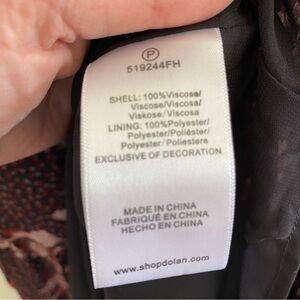 P
519244FH
SHELL: 100%Viscose/
Viscose/Viscosa/
Viskose/Viscosa
LINING: 100%Polyester/
Polyester/Poliéster/
Polyester/Poliestere
EXCLUSIVE OF DECORATION
MADE IN CHINA
FABRIQUÉ EN CHINA
HECHO EN CHINA
www.shopdolan.com